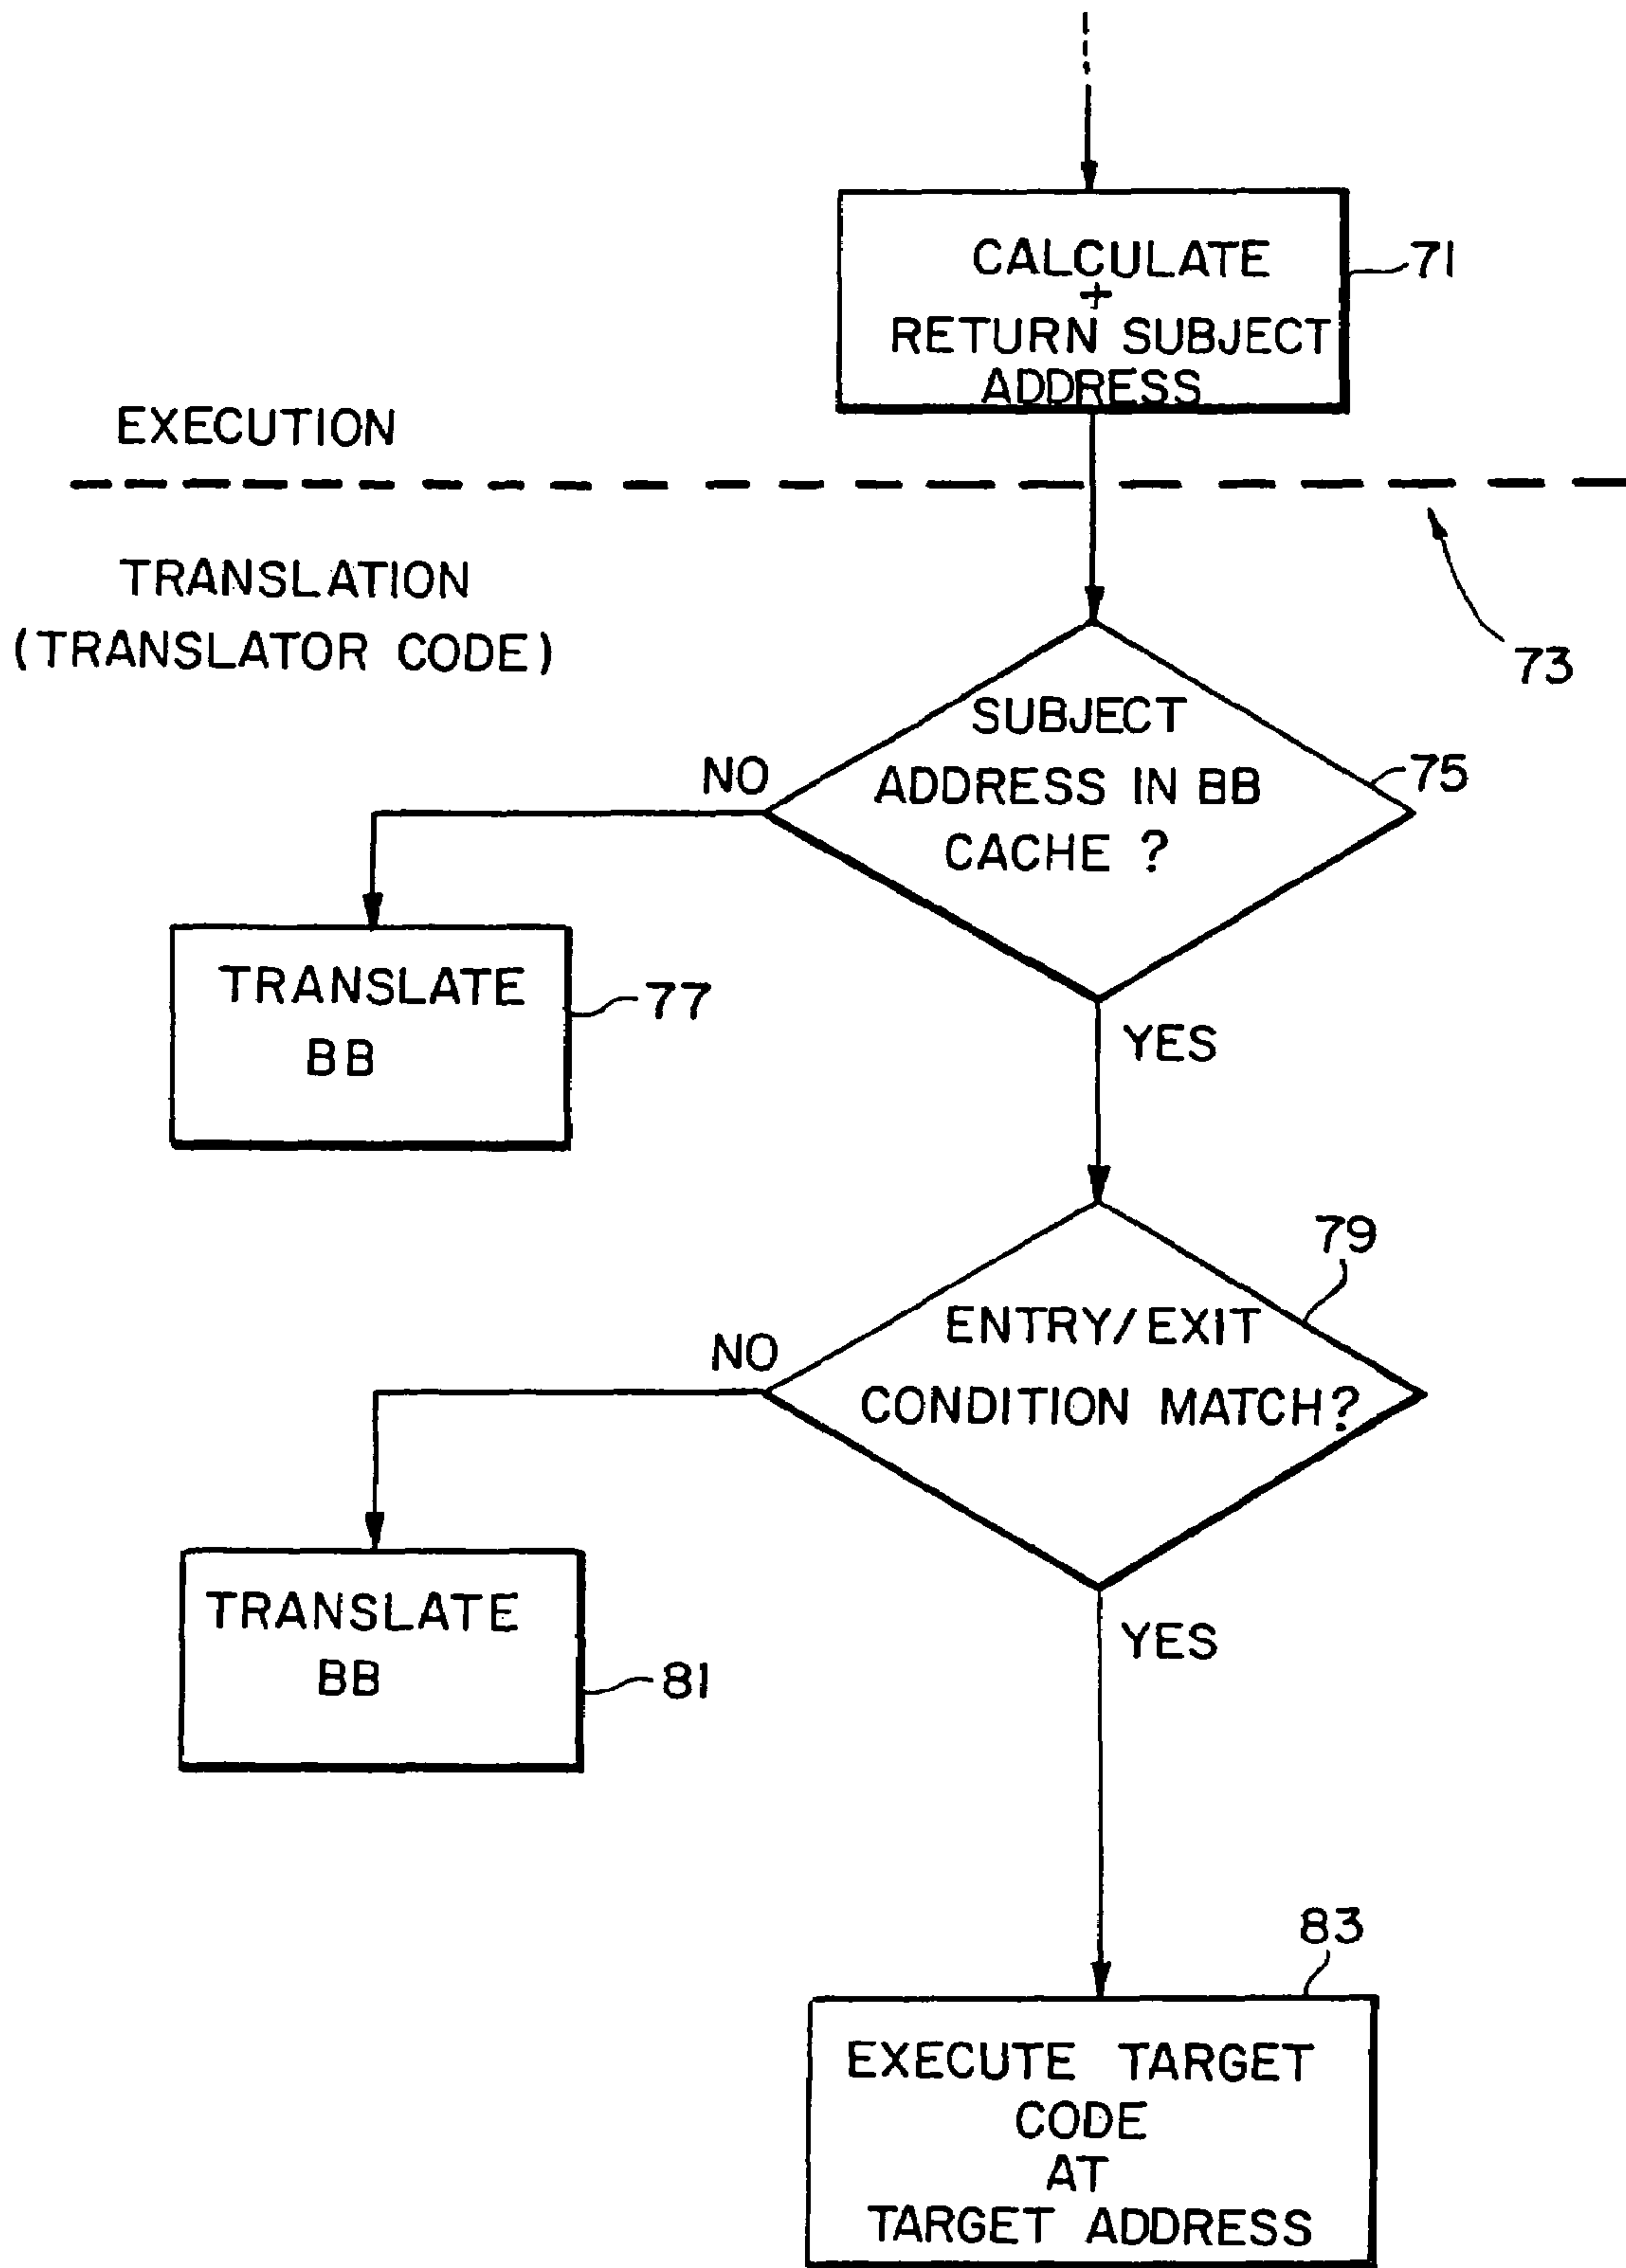 CALCULATE
+
RETURN SUBJECT
ADDRESS
71
EXECUTION
TRANSLATION
(TRANSLATOR CODE)
73
SUBJECT
ADDRESS IN BB
CACHE ?
75
NO
TRANSLATE
BB
77
YES
79
ENTRY/EXIT
CONDITION MATCH?
NO
TRANSLATE
BB
81
YES
83
EXECUTE TARGET
CODE
AT
TARGET ADDRESS